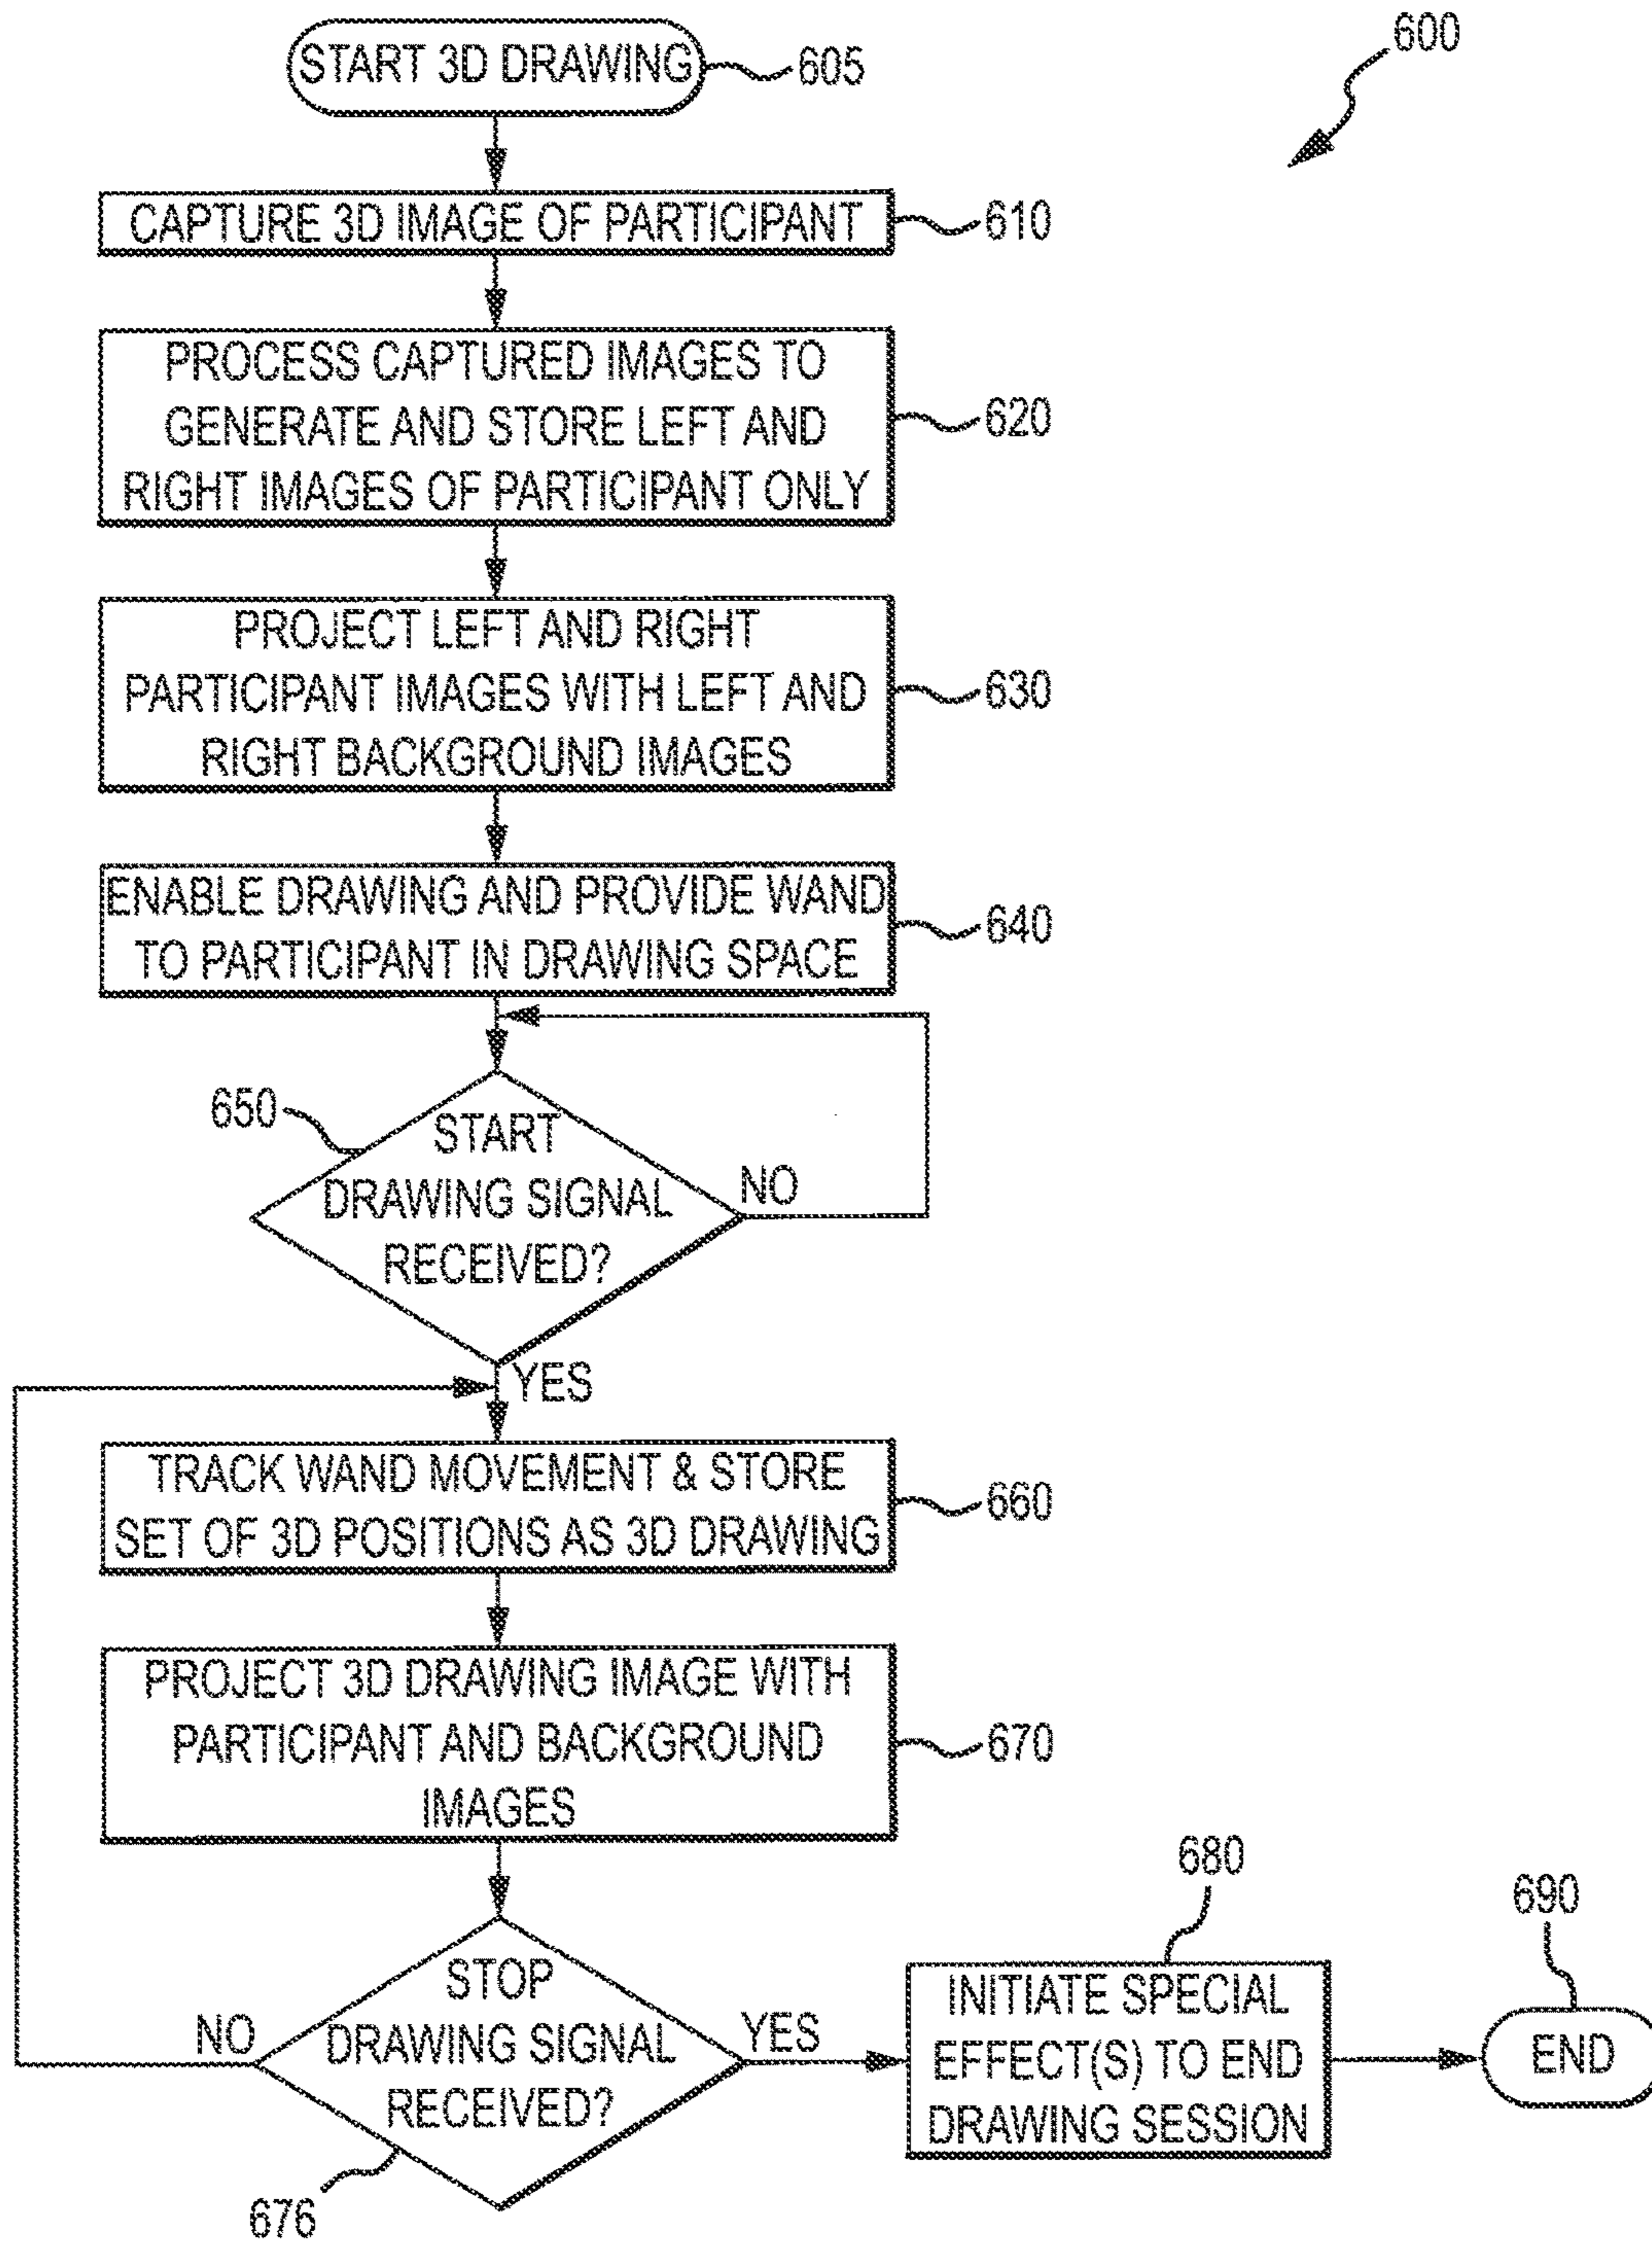 600
START 3D DRAWING
605
CAPTURE 3D IMAGE OF PARTICIPANT
610
PROCESS CAPTURED IMAGES TO
GENERATE AND STORE LEFT AND
RIGHT IMAGES OF PARTICIPANT ONLY
620
PROJECT LEFT AND RIGHT
PARTICIPANT IMAGES WITH LEFT AND
RIGHT BACKGROUND IMAGES
630
ENABLE DRAWING AND PROVIDE WAND
TO PARTICIPANT IN DRAWING SPACE
640
650
START
DRAWING SIGNAL
RECEIVED?
NO
YES
TRACK WAND MOVEMENT & STORE
SET OF 3D POSITIONS AS 3D DRAWING
660
PROJECT 3D DRAWING IMAGE WITH
PARTICIPANT AND BACKGROUND
IMAGES
670
STOP
DRAWING SIGNAL
RECEIVED?
676
NO
YES
680
INITIATE SPECIAL
EFFECT(S) TO END
DRAWING SESSION
690
END